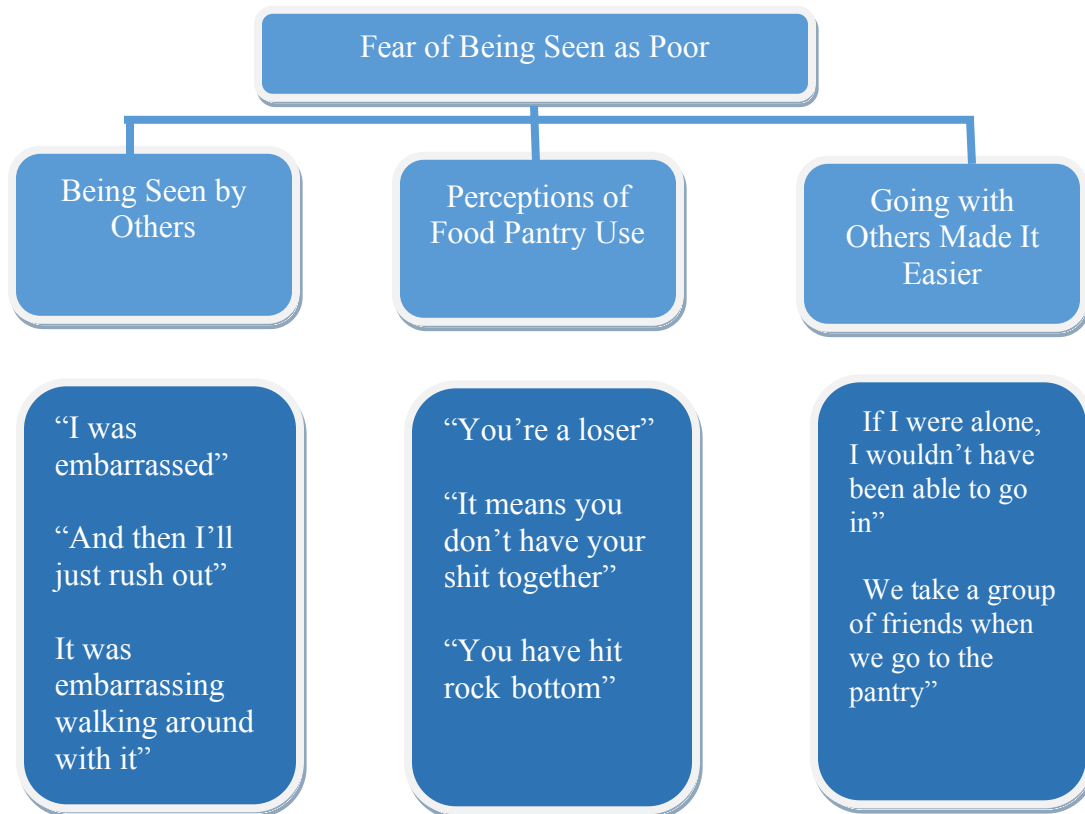 Fear of Being Seen as Poor
Being Seen by
Others
Perceptions of
Food Pantry Use
Going with
Others Made It
Easier
“I was
embarrassed”
“And then I’ll
just rush out”
It was
embarrassing
walking around
with it”
“You’re a loser”
“It means you
don’t have your
shit together”
“You have hit
rock bottom”
If I were alone,
I wouldn’t have
been able to go
in”
We take a group
of friends when
we go to the
pantry”